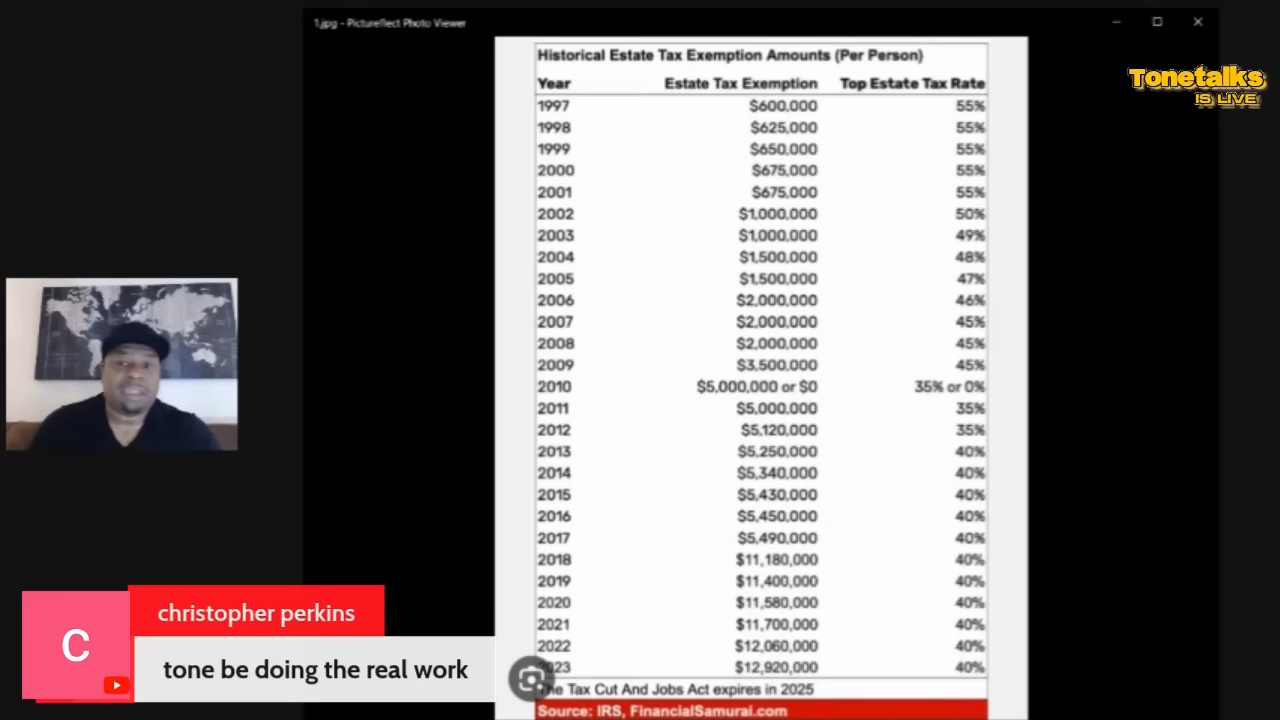 1.jpg - Pictureflect Photo Viewer
Tonetalks
IS LIVE
Historical Estate Tax Exemption Amounts (Per Person)
Year Estate Tax Exemption Top Estate Tax Rate
1997 $600,000 55%
1998 $625,000 55%
1999 $650,000 55%
2000 $675,000 55%
2001 $675,000 55%
2002 $1,000,000 50%
2003 $1,000,000 49%
2004 $1,500,000 48%
2005 $1,500,000 47%
2006 $2,000,000 46%
2007 $2,000,000 45%
2008 $2,000,000 45%
2009 $3,500,000 45%
2010 $5,000,000 or $0 35% or 0%
2011 $5,000,000 35%
2012 $5,120,000 35%
2013 $5,250,000 40%
2014 $5,340,000 40%
2015 $5,430,000 40%
2016 $5,450,000 40%
2017 $5,490,000 40%
2018 $11,180,000 40%
2019 $11,400,000 40%
2020 $11,580,000 40%
2021 $11,700,000 40%
2022 $12,060,000 40%
2023 $12,920,000 40%
The Tax Cut And Jobs Act expires in 2025
Source: IRS, FinancialSamurai.com
C
christopher perkins
tone be doing the real work